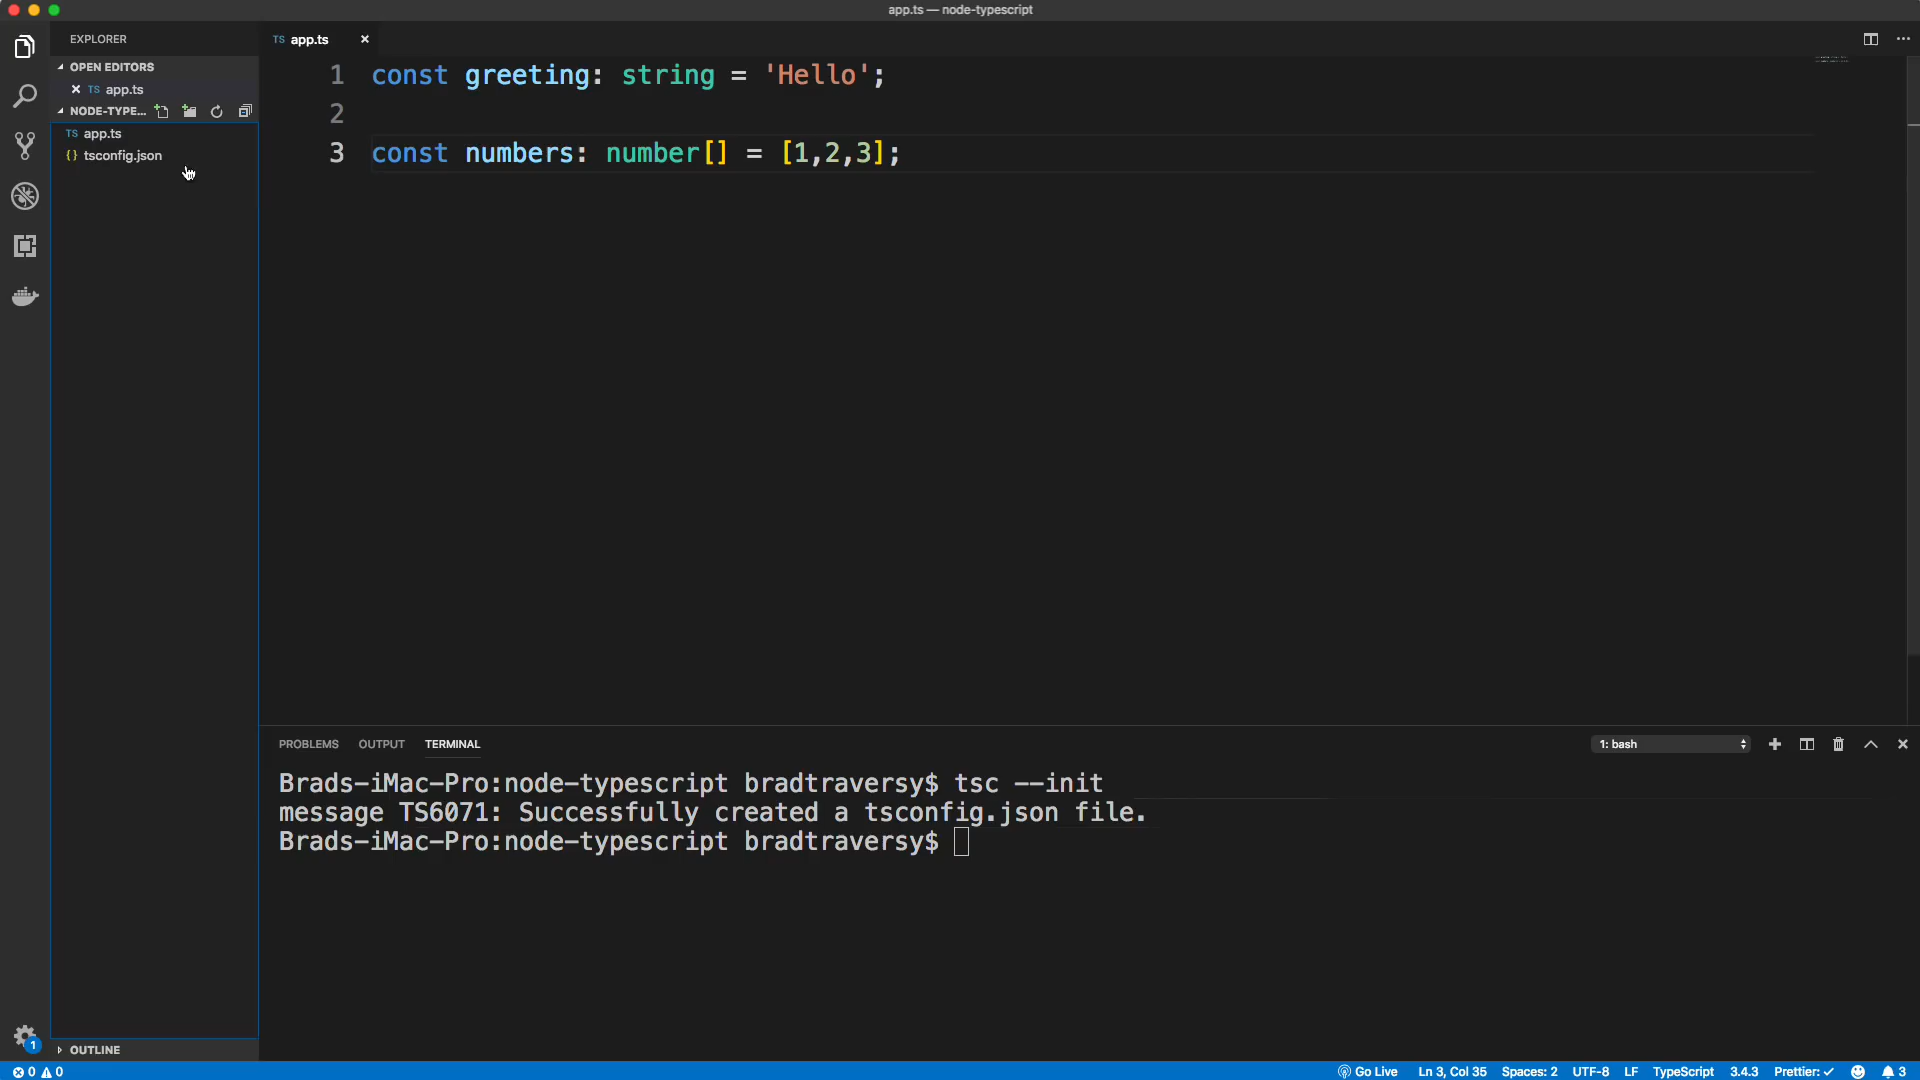 app.ts — node-typescript
EXPLORER
OPEN EDITORS
TS app.ts
NODE-TYPE...
TS app.ts
{} tsconfig.json
OUTLINE
TS app.ts
1 const greeting: string = 'Hello';
2
3 const numbers: number[] = [1,2,3];
PROBLEMS OUTPUT TERMINAL
1: bash
Brads-iMac-Pro:node-typescript bradtraversy$ tsc --init
message TS6071: Successfully created a tsconfig.json file.
Brads-iMac-Pro:node-typescript bradtraversy$
1
0 0
Go Live Ln 3, Col 35 Spaces: 2 UTF-8 LF TypeScript 3.4.3 Prettier: ✓ 3